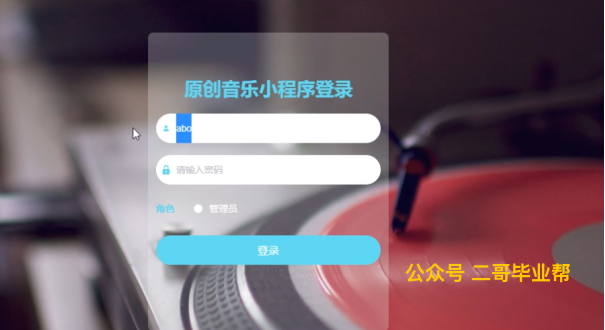 原创音乐小程序登录
abo
请输入密码
角色 管理员
登录
公众号 二哥毕业帮